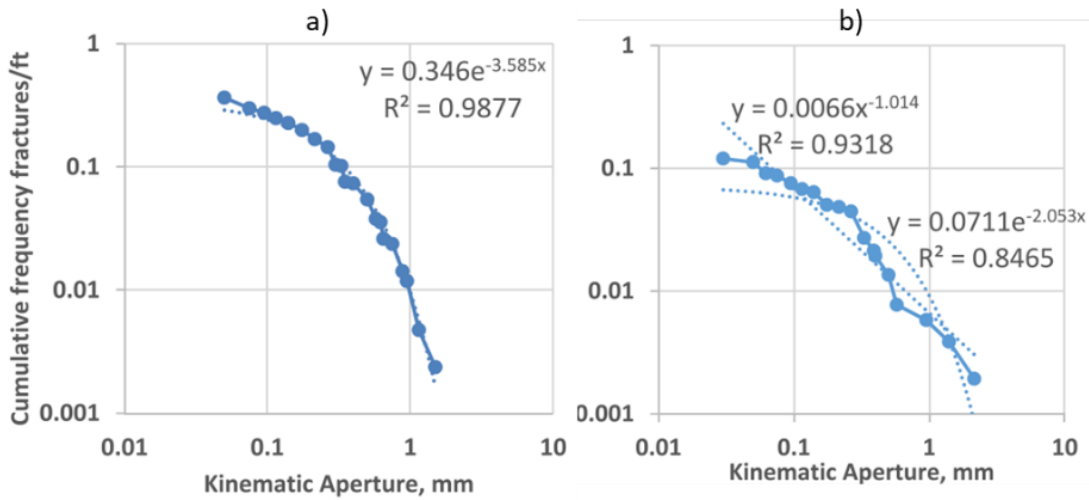 a)
Cumulative frequency fractures/ft
1
0.1
0.01
0.001
y = 0.346e^-3.585x
R² = 0.9877
0.01 0.1 1 10
Kinematic Aperture, mm
b)
1
0.1
0.01
0.001
y = 0.0066x^-1.014
R² = 0.9318
y = 0.0711e^-2.053x
R² = 0.8465
0.01 0.1 1 10
Kinematic Aperture, mm